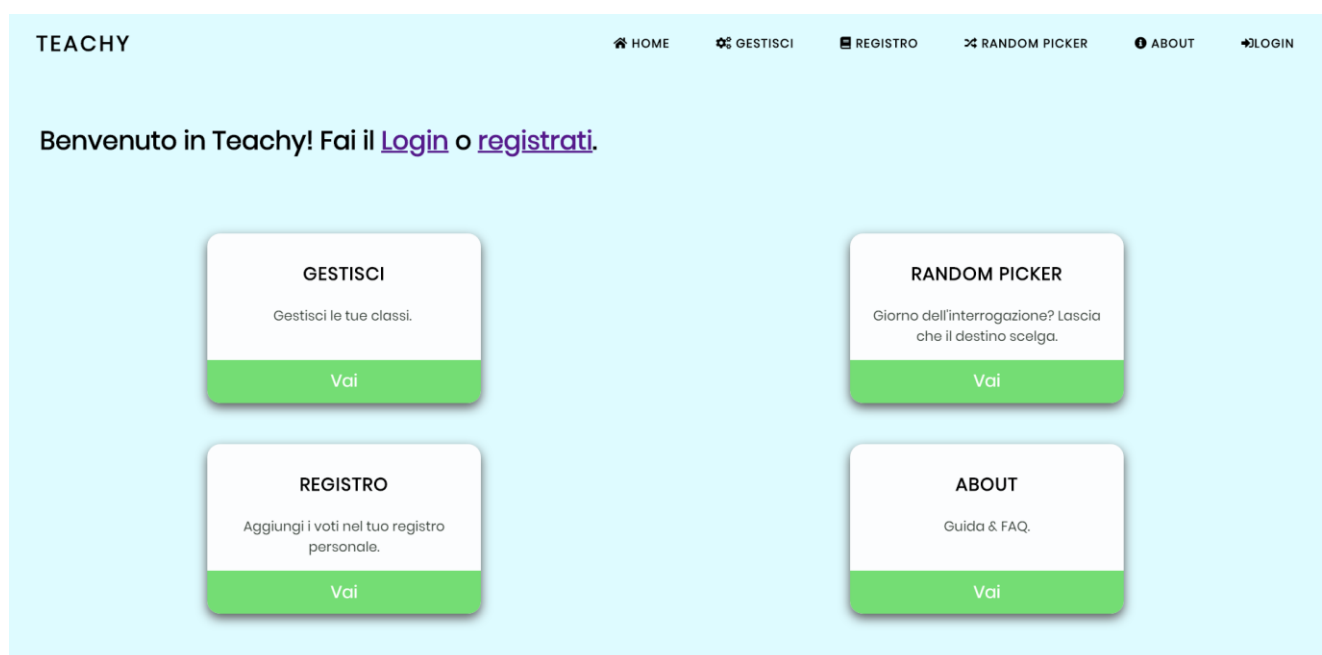 TEACHY
HOME
GESTISCI
REGISTRO
RANDOM PICKER
ABOUT
LOGIN
Benvenuto in Teachy! Fai il Login o registrati.
GESTISCI
Gestisci le tue classi.
Vai
RANDOM PICKER
Giorno dell'interrogazione? Lascia
che il destino scelga.
Vai
REGISTRO
Aggiungi i voti nel tuo registro
personale.
Vai
ABOUT
Guida & FAQ.
Vai